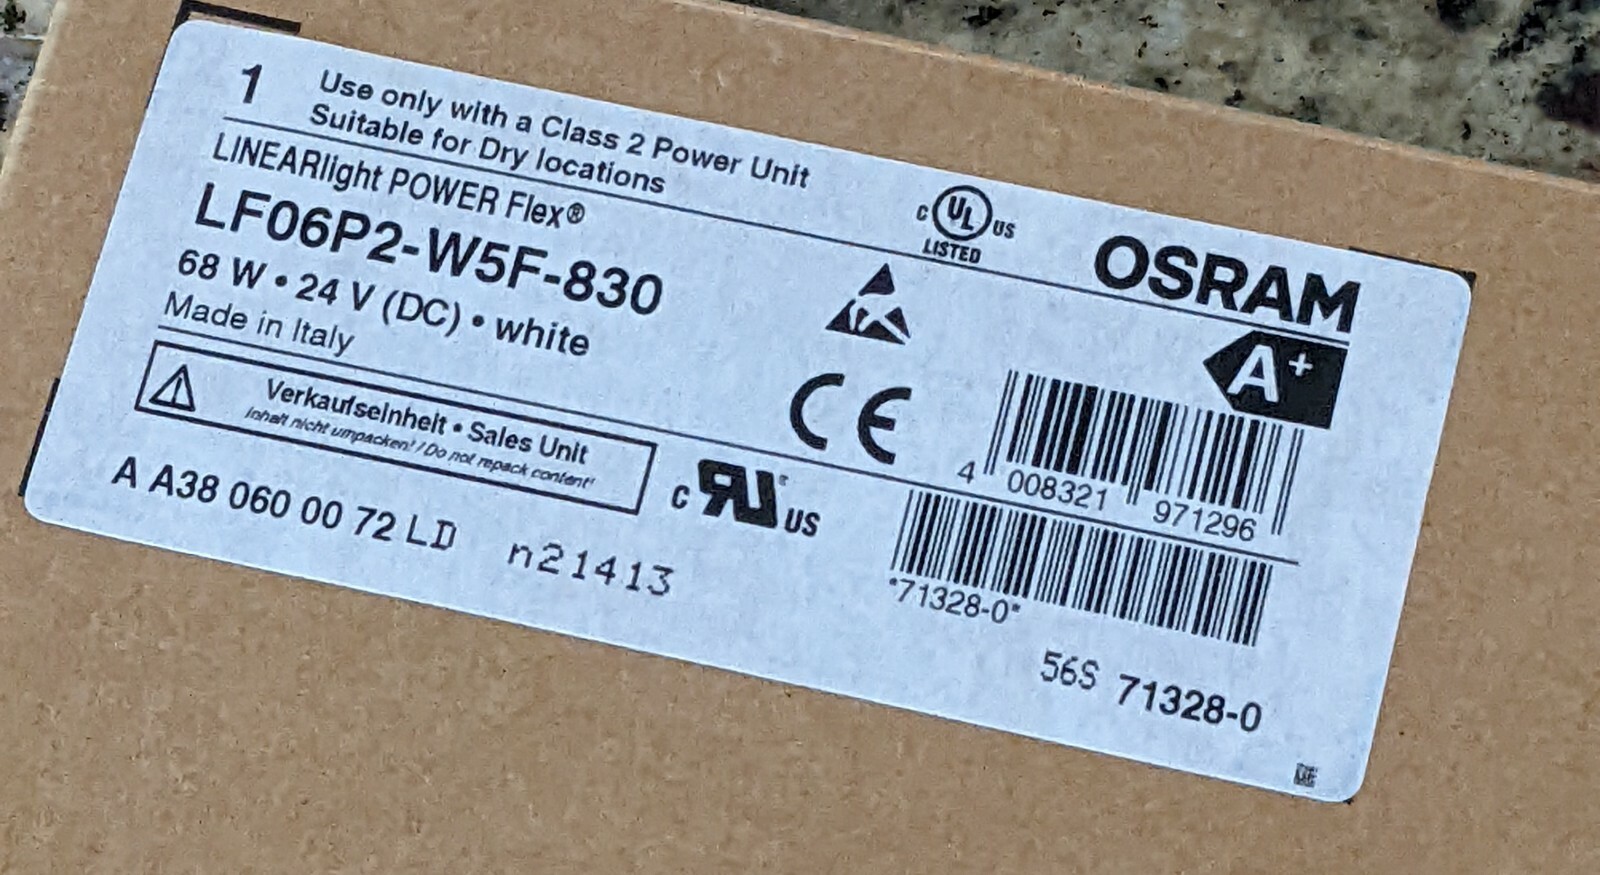 1
Use only with a Class 2 Power Unit
Suitable for Dry locations
C UL US
LISTED
LINEARlight POWER Flex®
LF06P2-W5F-830
68 W • 24 V (DC) • white
Made in Italy
OSRAM
A+
CE
Verkaufseinheit • Sales Unit
Inhalt nicht umpacken! / Do not repack content!
C RU® US
4 008321 971296
A A38 060 00 72 LD
n21413
*71328-0*
56S 71328-0